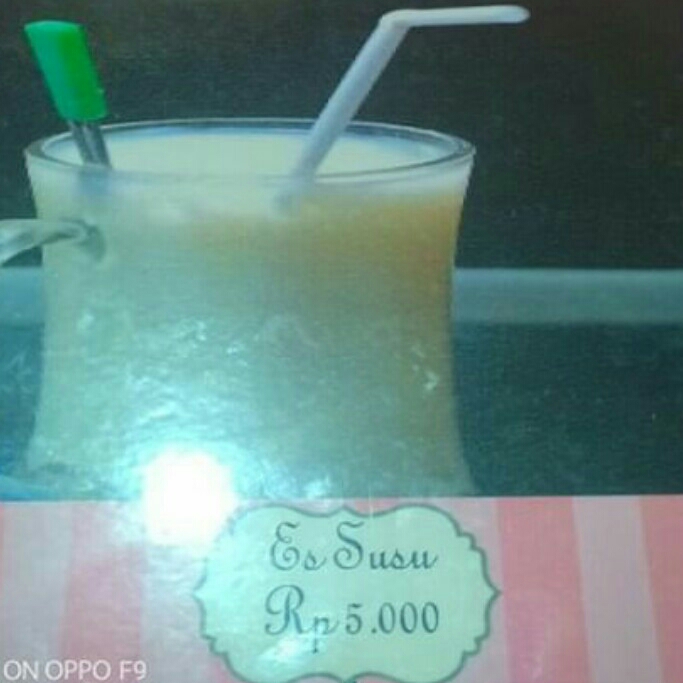 Es Susu
Rp 5.000
ON OPPO F9